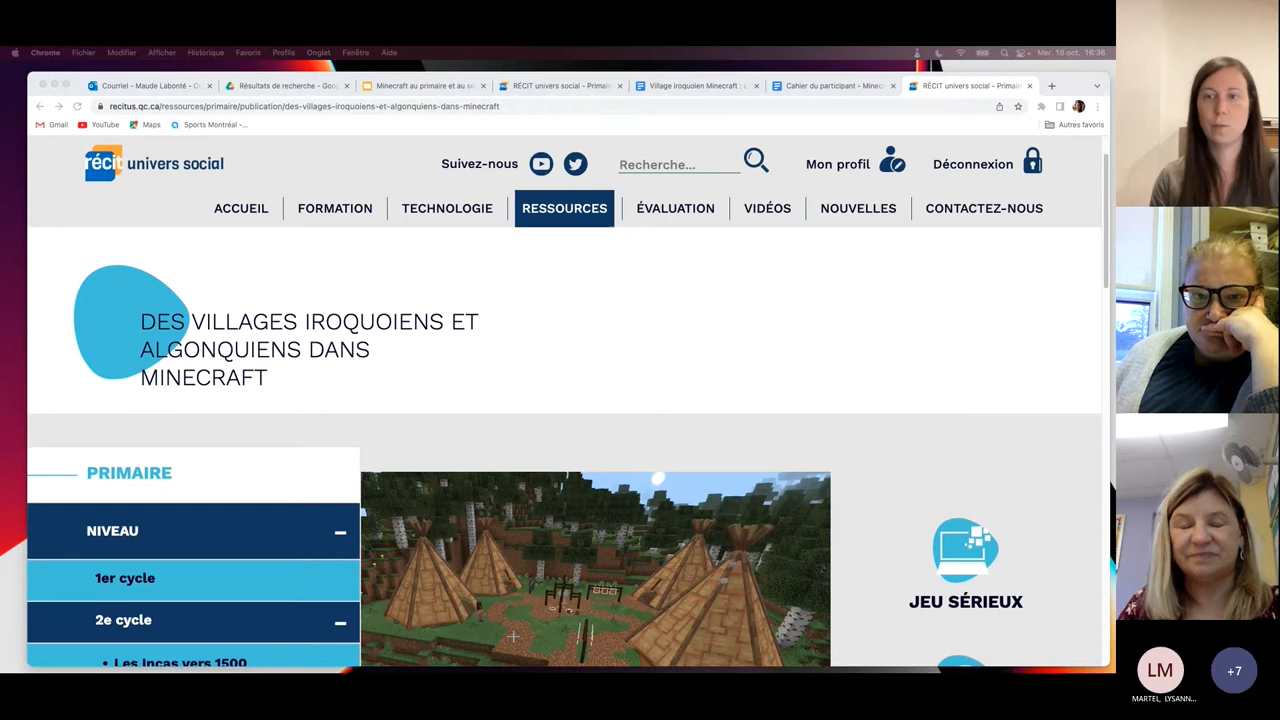 Chrome Fichier Modifier Afficher Historique Favoris Profils Onglet Fenêtre Aide
Mer. 19 oct. 16:36
Courriel - Maude Labonté - O
Résultats de recherche - Goo
Minecraft au primaire et au se
RÉCIT univers social - Primaire
Village iroquoien Minecraft : c
Cahier du participant - Minec
RÉCIT univers social - Primaire
recitus.qc.ca/ressources/primaire/publication/des-villages-iroquoiens-et-algonquiens-dans-minecraft
Gmail YouTube Maps Sports Montréal -... Autres favoris
récit univers social
Suivez-nous
Recherche...
Mon profil
Déconnexion
ACCUEIL FORMATION TECHNOLOGIE RESSOURCES ÉVALUATION VIDÉOS NOUVELLES CONTACTEZ-NOUS
DES VILLAGES IROQUOIENS ET
ALGONQUIENS DANS
MINECRAFT
PRIMAIRE
NIVEAU
1er cycle
2e cycle
• Les Incas vers 1500
JEU SÉRIEUX
LM
+7
MARTEL, LYSANN...